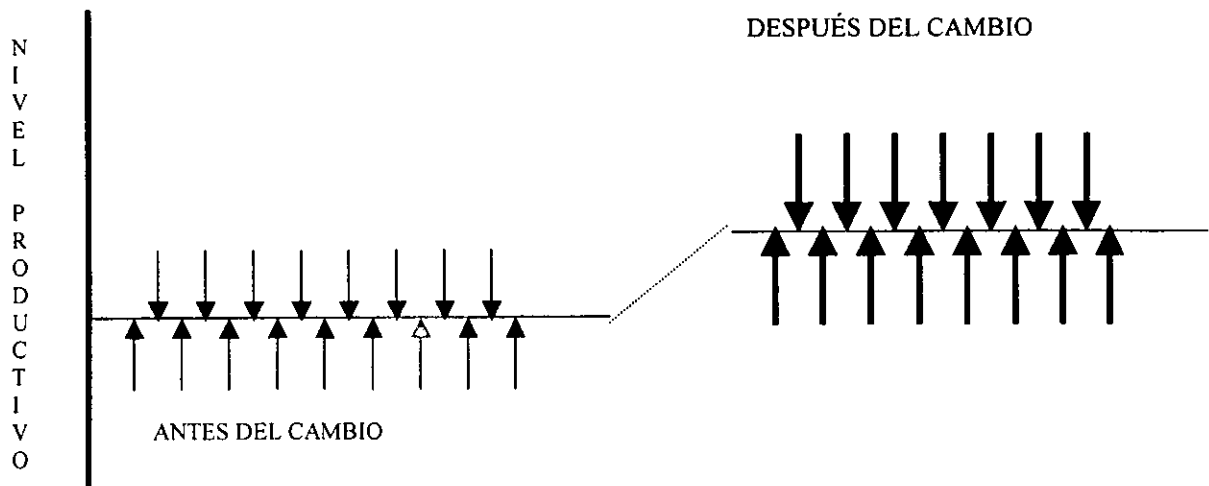 NIVEL PRODUCTIVO
DESPUÉS DEL CAMBIO
ANTES DEL CAMBIO